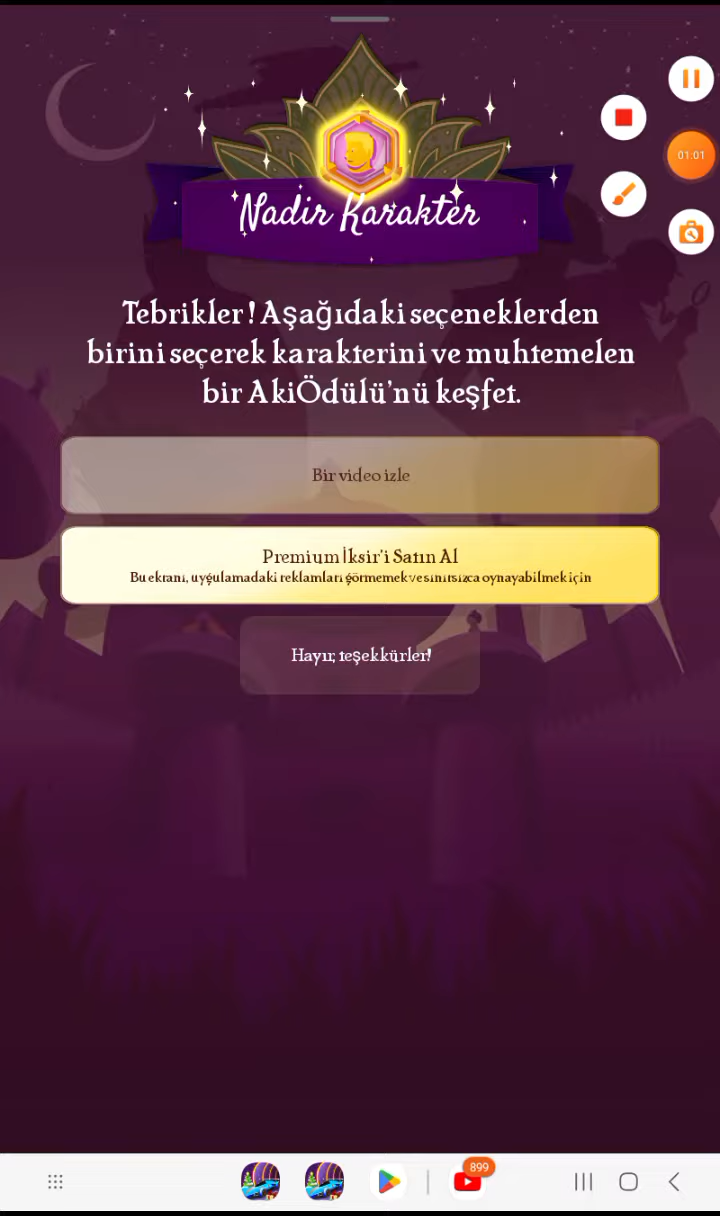 01:01
Nadir Karakter
Tebrikler ! Aşağıdaki seçeneklerden
birini seçerek karakterini ve muhtemelen
bir AkiÖdülü'nü keşfet.
Bir video izle
Premium İksir'i Satın Al
Bu ekranı, uygulamadaki reklamları görmemek ve sınırsızca oynayabilmek için
Hayır, teşekkürler!
899